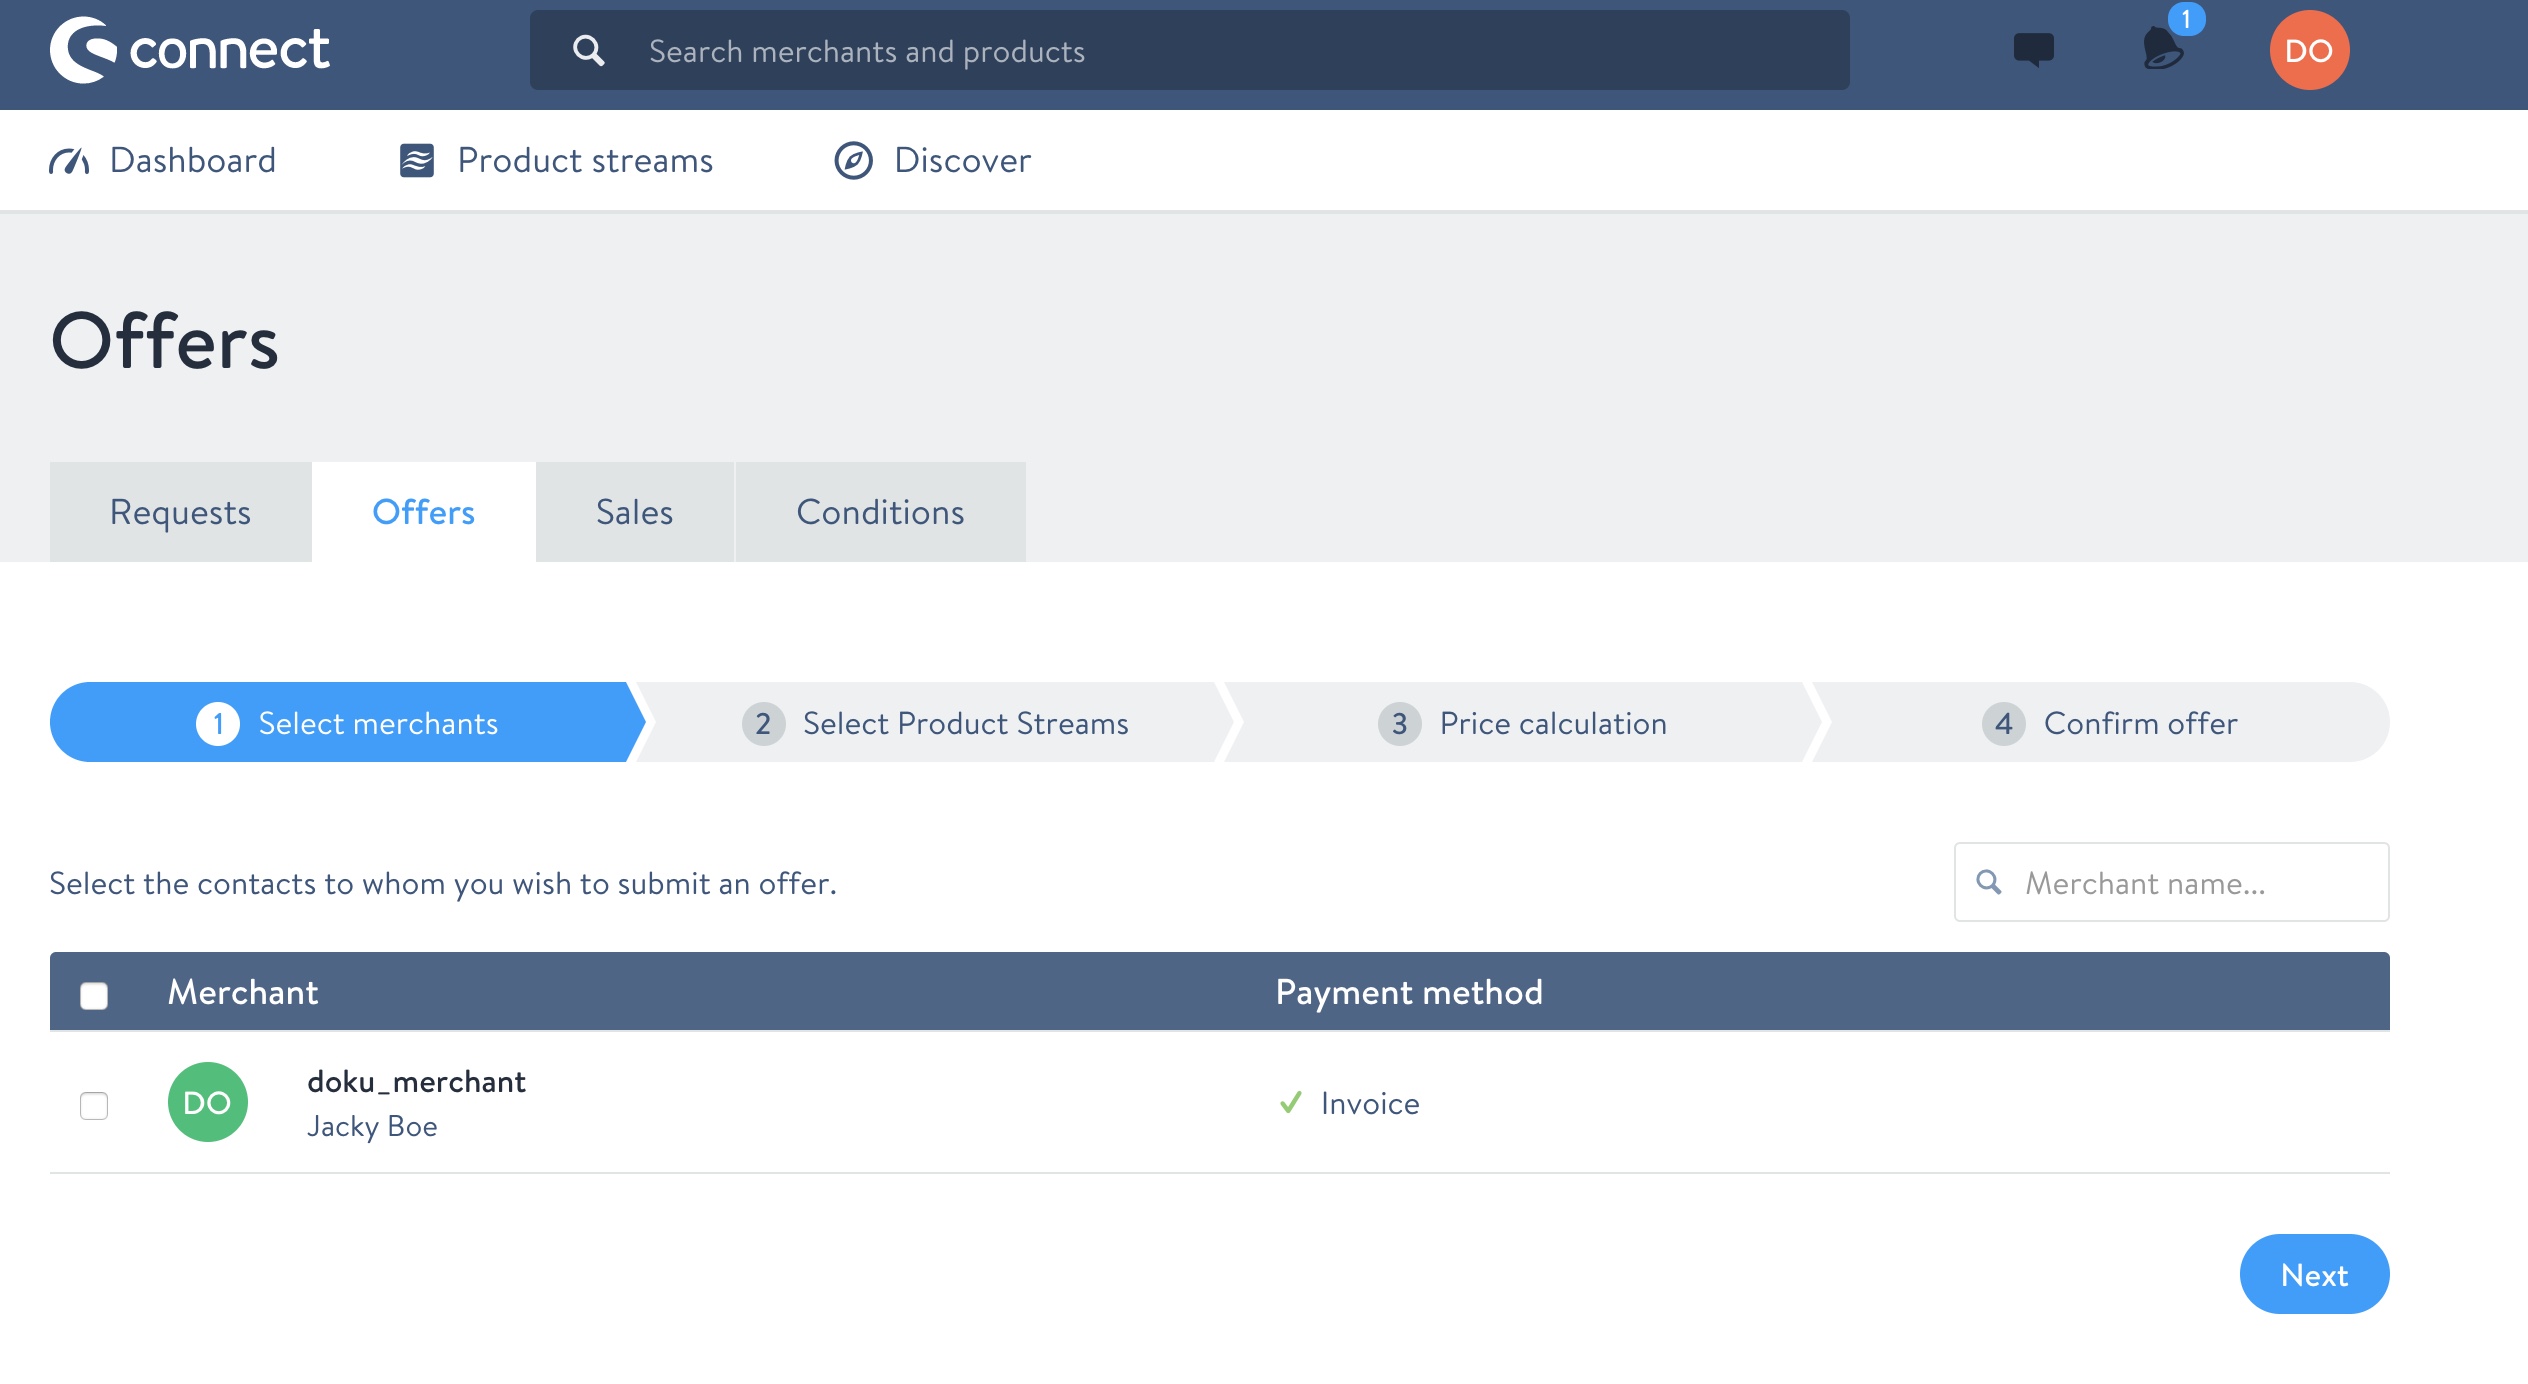 connect
Search merchants and products
1
DO
Dashboard
Product streams
Discover
Offers
Requests
Offers
Sales
Conditions
1 Select merchants
2 Select Product Streams
3 Price calculation
4 Confirm offer
Select the contacts to whom you wish to submit an offer.
Merchant name...
Merchant
Payment method
DO
doku_merchant
Jacky Boe
Invoice
Next